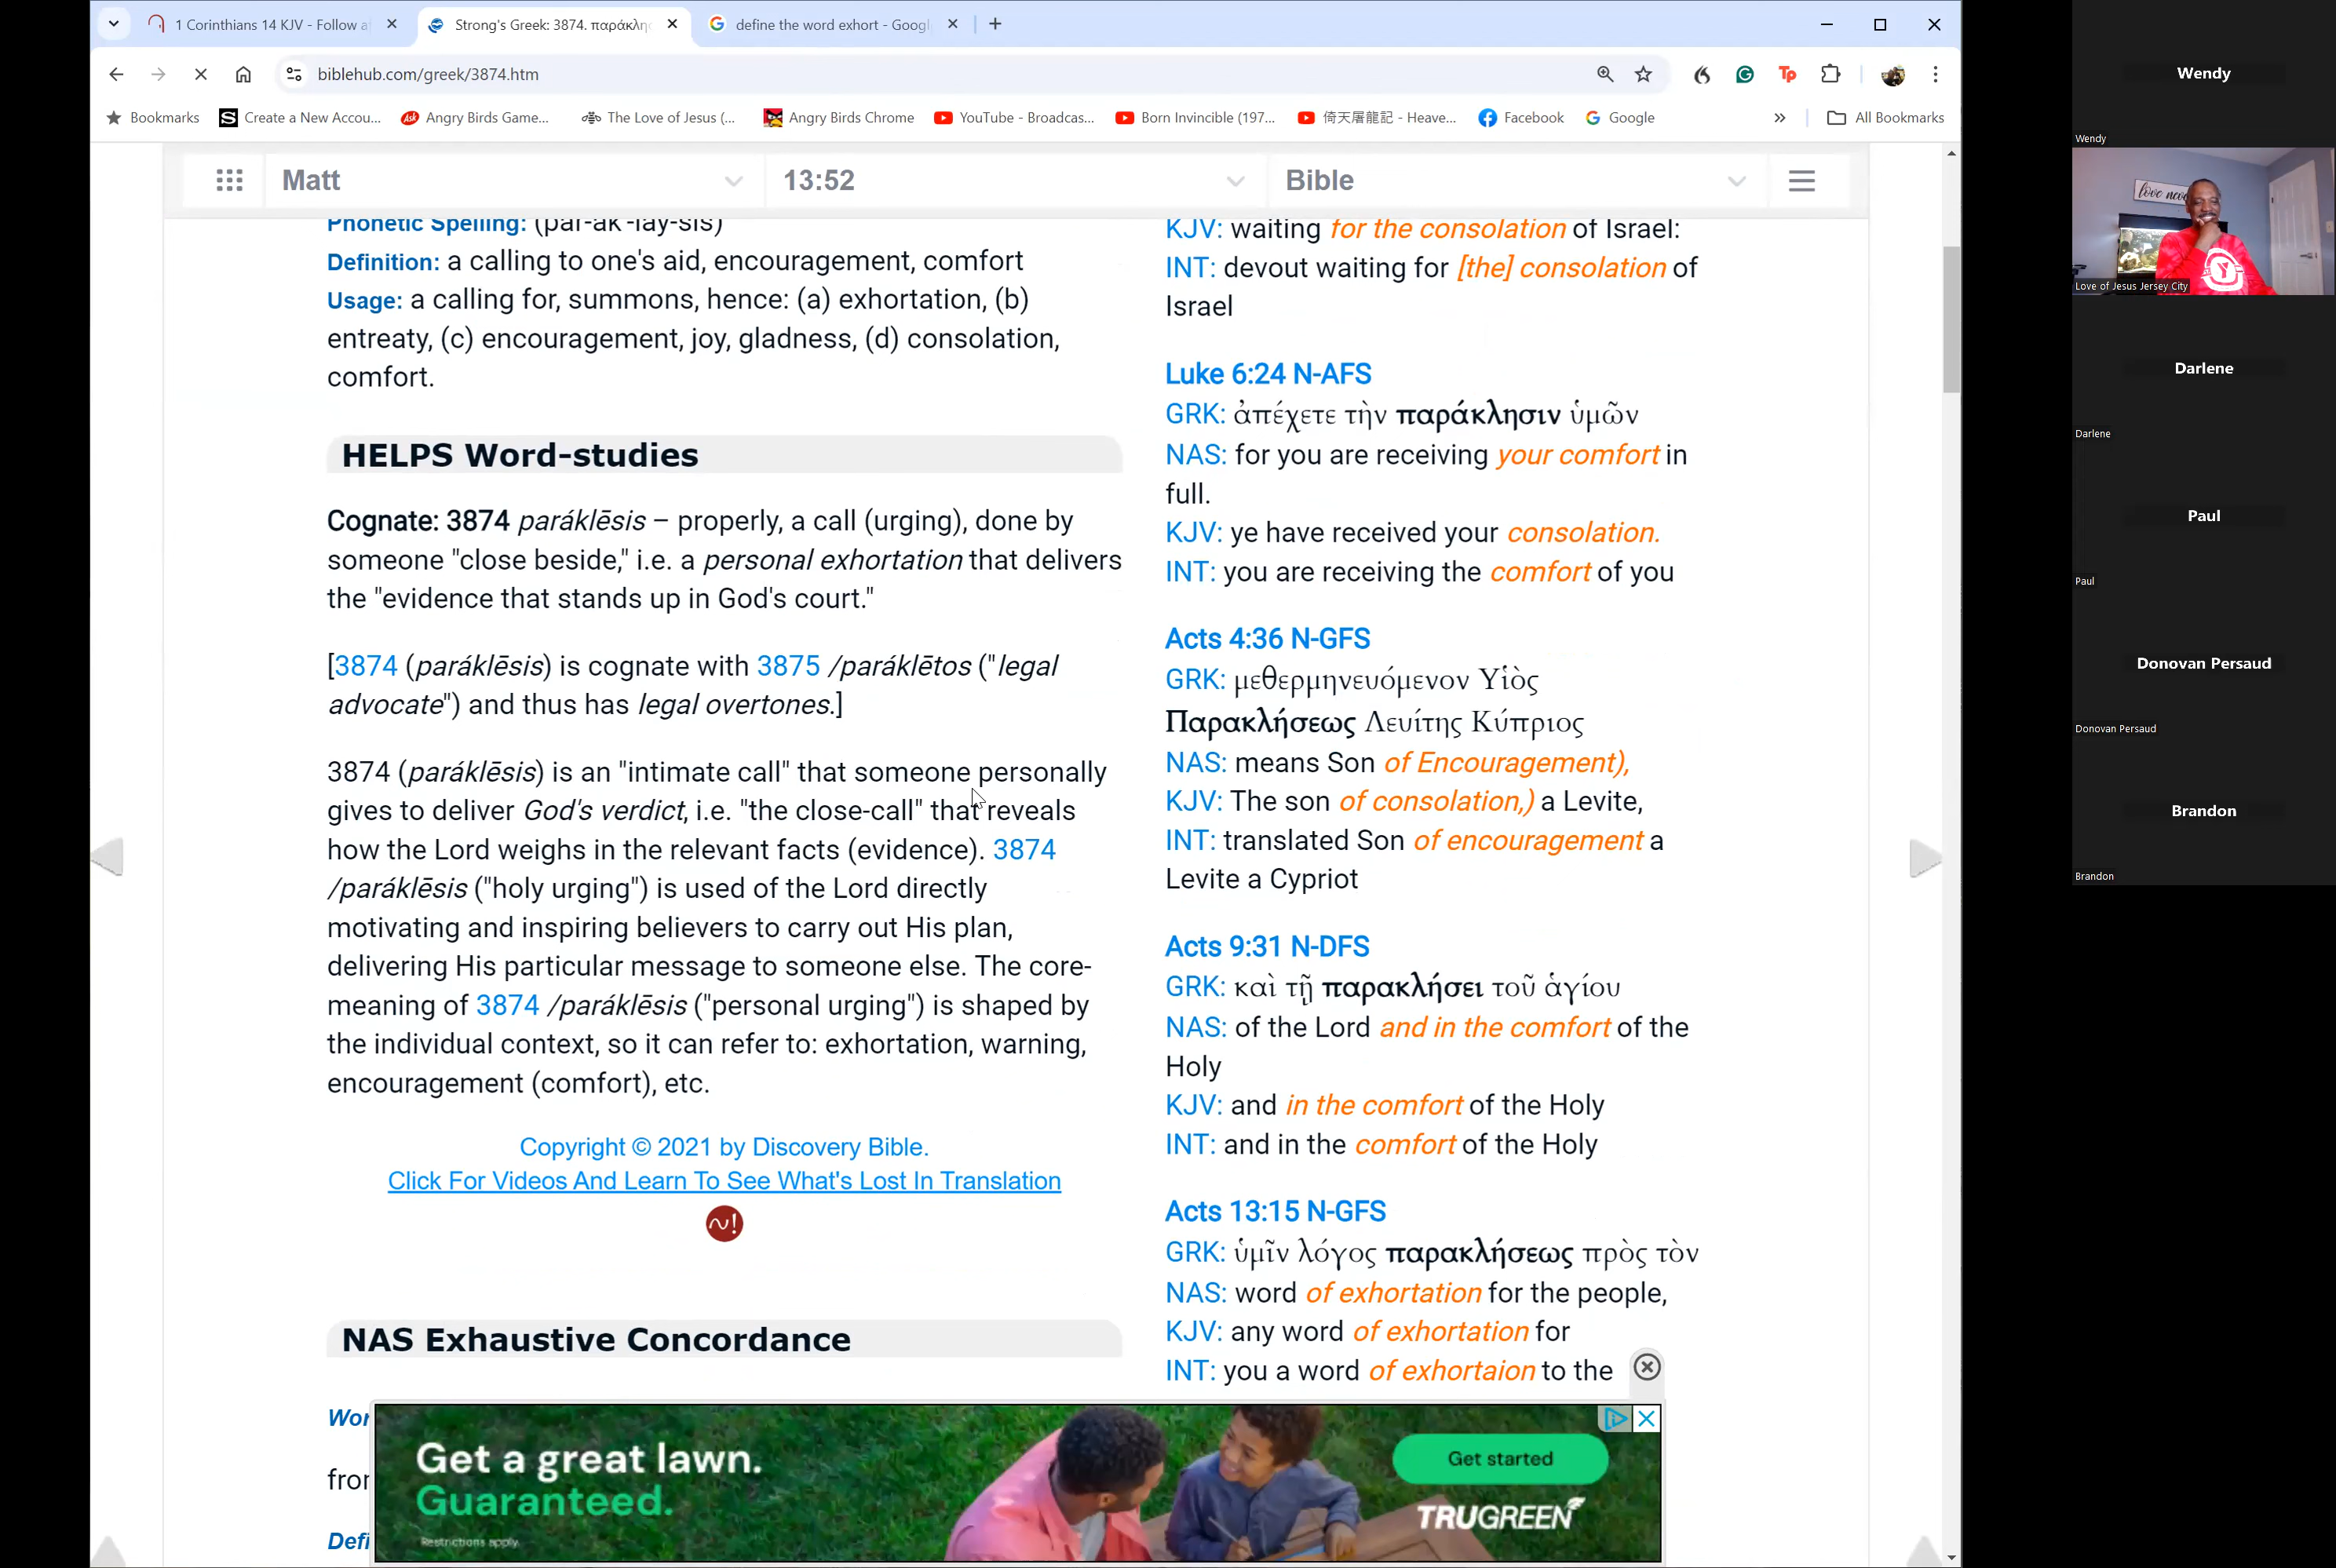 1 Corinthians 14 KJV - Follow a
Strong's Greek: 3874. παράκλη
define the word exhort - Googl
biblehub.com/greek/3874.htm
Bookmarks
Create a New Accou...
Angry Birds Game...
The Love of Jesus (...
Angry Birds Chrome
YouTube - Broadcas...
Born Invincible (197...
倚天屠龍記 - Heave...
Facebook
Google
»
All Bookmarks
Matt
13:52
Bible
Phonetic Spelling: (par-ak'-lay-sis)
Definition: a calling to one's aid, encouragement, comfort
Usage: a calling for, summons, hence: (a) exhortation, (b)
entreaty, (c) encouragement, joy, gladness, (d) consolation,
comfort.
HELPS Word-studies
Cognate: 3874 paráklēsis – properly, a call (urging), done by
someone "close beside," i.e. a personal exhortation that delivers
the "evidence that stands up in God's court."
[3874 (paráklēsis) is cognate with 3875 /paráklētos ("legal
advocate") and thus has legal overtones.]
3874 (paráklēsis) is an "intimate call" that someone personally
gives to deliver God's verdict, i.e. "the close-call" that reveals
how the Lord weighs in the relevant facts (evidence). 3874
/paráklēsis ("holy urging") is used of the Lord directly
motivating and inspiring believers to carry out His plan,
delivering His particular message to someone else. The core-
meaning of 3874 /paráklēsis ("personal urging") is shaped by
the individual context, so it can refer to: exhortation, warning,
encouragement (comfort), etc.
Copyright © 2021 by Discovery Bible.
Click For Videos And Learn To See What's Lost In Translation
NAS Exhaustive Concordance
Wor
fror
Defi
KJV: waiting for the consolation of Israel:
INT: devout waiting for [the] consolation of
Israel
Luke 6:24 N-AFS
GRK: ἀπέχετε τὴν παράκλησιν ὑμῶν
NAS: for you are receiving your comfort in
full.
KJV: ye have received your consolation.
INT: you are receiving the comfort of you
Acts 4:36 N-GFS
GRK: μεθερμηνευόμενον Υἱὸς
Παρακλήσεως Λευίτης Κύπριος
NAS: means Son of Encouragement),
KJV: The son of consolation,) a Levite,
INT: translated Son of encouragement a
Levite a Cypriot
Acts 9:31 N-DFS
GRK: καὶ τῇ παρακλήσει τοῦ ἁγίου
NAS: of the Lord and in the comfort of the
Holy
KJV: and in the comfort of the Holy
INT: and in the comfort of the Holy
Acts 13:15 N-GFS
GRK: ὑμῖν λόγος παρακλήσεως πρὸς τὸν
NAS: word of exhortation for the people,
KJV: any word of exhortation for
INT: you a word of exhortaion to the
Get a great lawn.
Guaranteed.
Restrictions apply.
Get started
TRUGREEN
Wendy
Wendy
love neve
Love of Jesus Jersey City
Darlene
Darlene
Paul
Paul
Donovan Persaud
Donovan Persaud
Brandon
Brandon